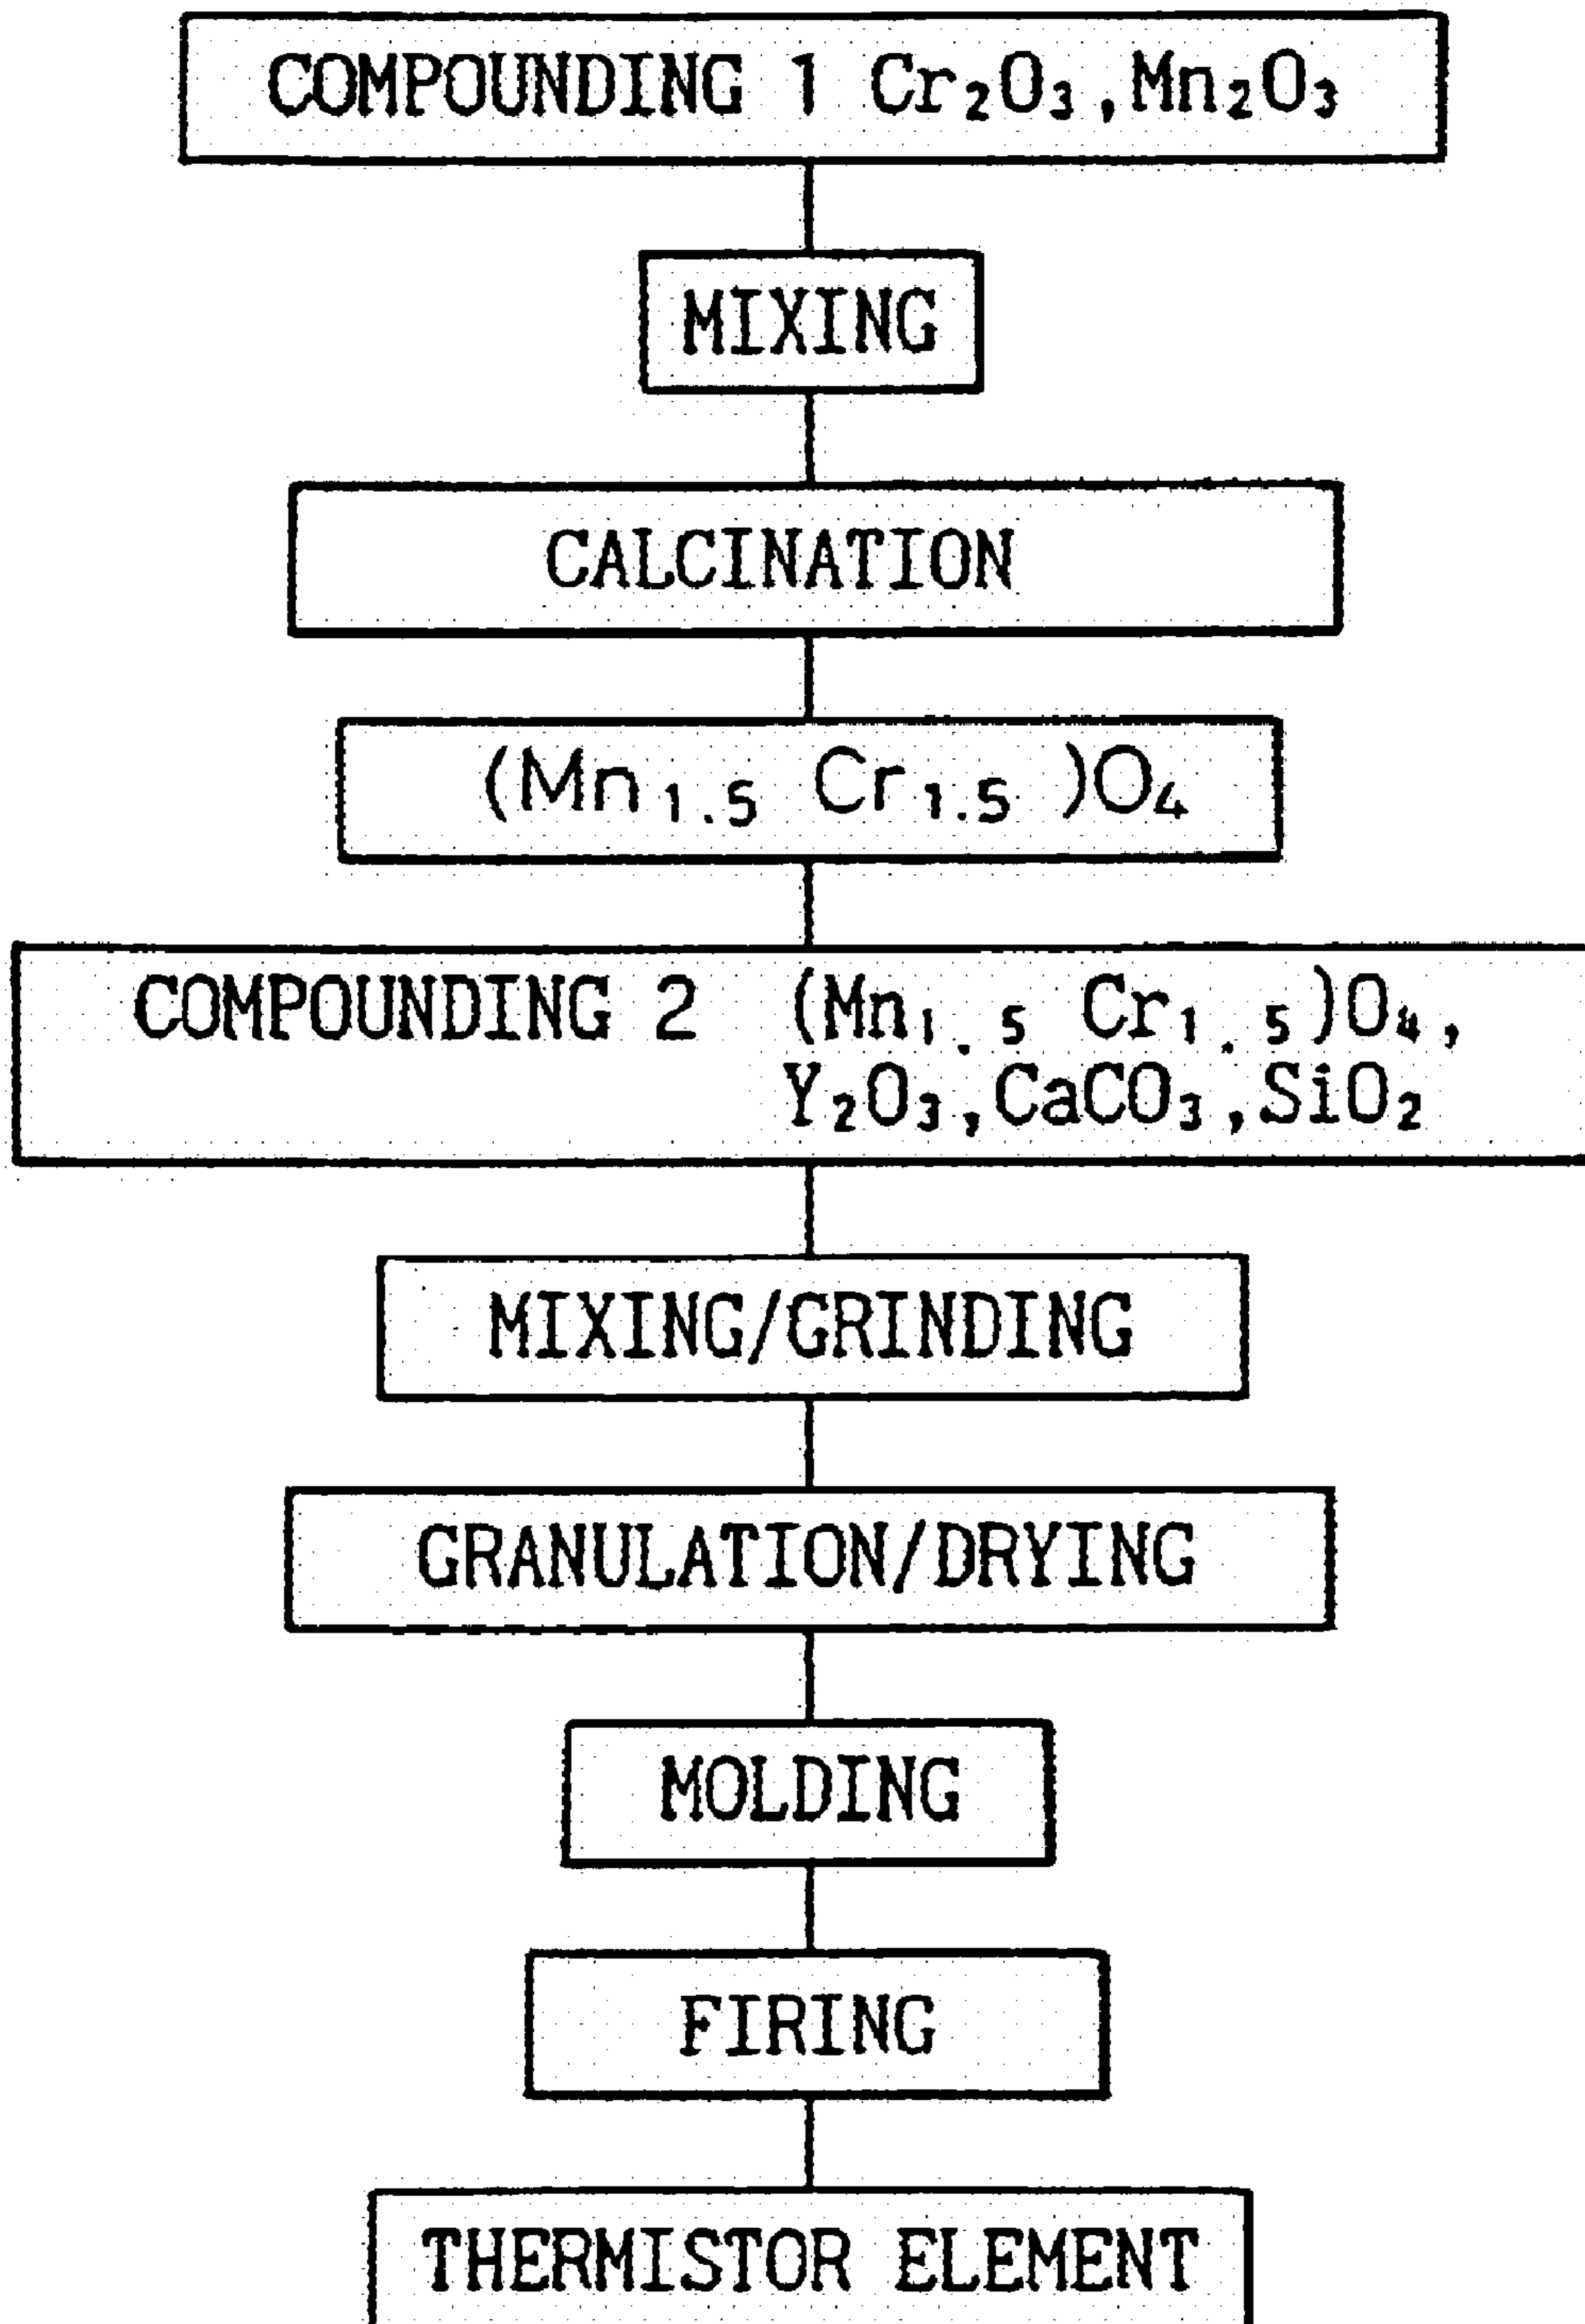 COMPOUNDING 1 Cr₂O₃,Mn₂O₃
MIXING
CALCINATION
(Mn₁.₅ Cr₁.₅ )O₄
COMPOUNDING 2 (Mn₁.₅ Cr₁.₅)O₄,
Y₂O₃,CaCO₃,SiO₂
MIXING/GRINDING
GRANULATION/DRYING
MOLDING
FIRING
THERMISTOR ELEMENT